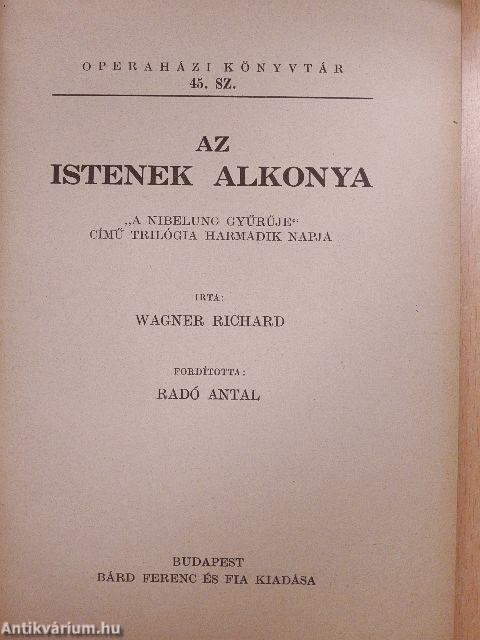 OPERAHÁZI KÖNYVTÁR
45. SZ.
AZ
ISTENEK ALKONYA
„A NIBELUNG GYŰRŰJE“
CÍMŰ TRILÓGIA HARMADIK NAPJA
IRTA:
WAGNER RICHARD
FORDÍTOTTA:
RADÓ ANTAL
BUDAPEST
BÁRD FERENC ÉS FIA KIADÁSA
Antikvárium.hu